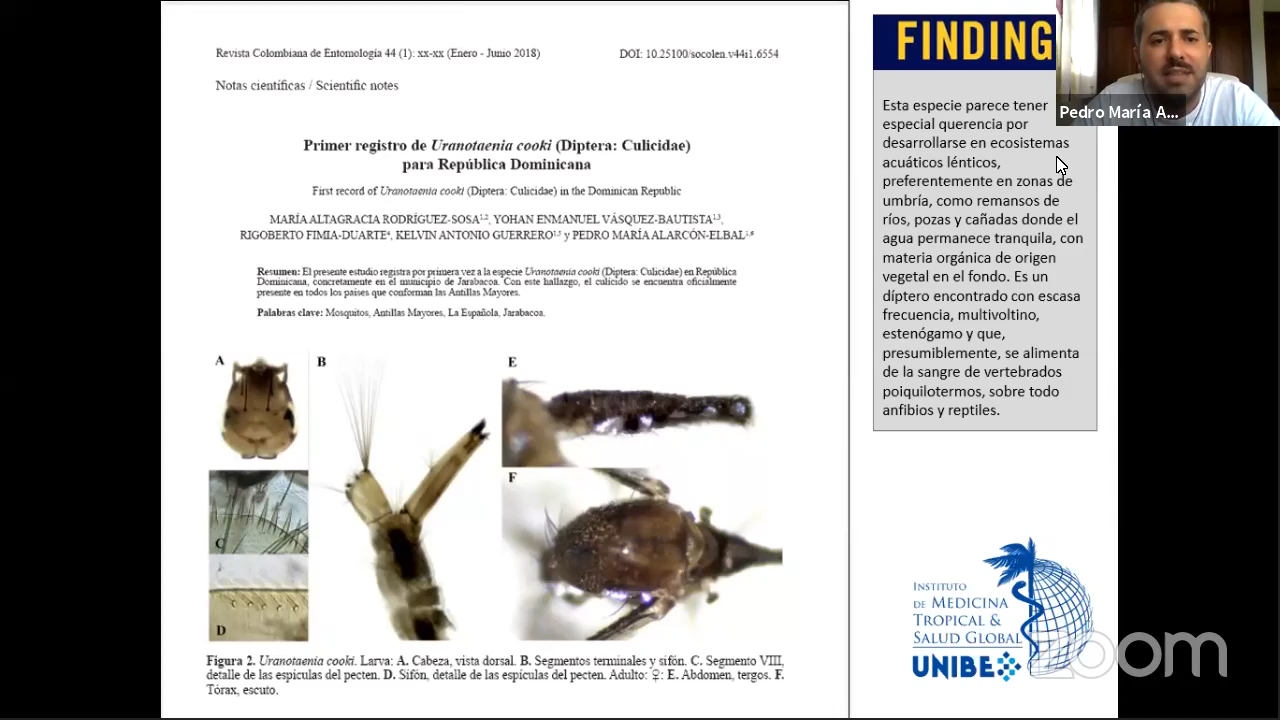 Revista Colombiana de Entomología 44 (1): xx-xx (Enero - Junio 2018)
DOI: 10.25100/socolen.v44i1.6554
Notas científicas / Scientific notes
Primer registro de Uranotaenia cooki (Diptera: Culicidae)
para República Dominicana
First record of Uranotaenia cooki (Diptera: Culicidae) in the Dominican Republic
MARÍA ALTAGRACIA RODRÍGUEZ-SOSA1,2, YOHAN ENMANUEL VÁSQUEZ-BAUTISTA1,3,
RIGOBERTO FIMIA-DUARTE4, KELVIN ANTONIO GUERRERO1,5 y PEDRO MARÍA ALARCÓN-ELBAL1,6
Resumen: El presente estudio registra por primera vez a la especie Uranotaenia cooki (Diptera: Culicidae) en República
Dominicana, concretamente en el municipio de Jarabacoa. Con este hallazgo, el culícido se encuentra oficialmente
presente en todos los países que conforman las Antillas Mayores.
Palabras clave: Mosquitos, Antillas Mayores, La Española, Jarabacoa.
A
B
C
D
E
F
Figura 2. Uranotaenia cooki. Larva: A. Cabeza, vista dorsal. B. Segmentos terminales y sifón. C. Segmento VIII,
detalle de las espículas del pecten. D. Sifón, detalle de las espículas del pecten. Adulto: ♀: E. Abdomen, tergos. F.
Tórax, escuto.
FINDING
Pedro María A...
Esta especie parece tener
especial querencia por
desarrollarse en ecosistemas
acuáticos lénticos,
preferentemente en zonas de
umbría, como remansos de
ríos, pozas y cañadas donde el
agua permanece tranquila, con
materia orgánica de origen
vegetal en el fondo. Es un
díptero encontrado con escasa
frecuencia, multivoltino,
estenógamo y que,
presumiblemente, se alimenta
de la sangre de vertebrados
poiquilotermos, sobre todo
anfibios y reptiles.
INSTITUTO
DE MEDICINA
TROPICAL &
SALUD GLOBAL
UNIBE
zoom